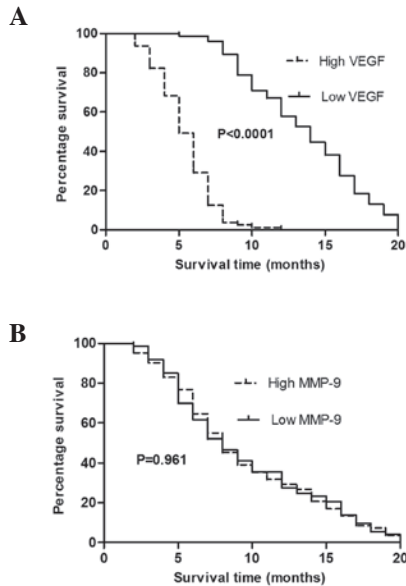 A
Percentage survival
100
80
60
40
20
0
High VEGF
Low VEGF
P<0.0001
0 5 10 15 20
Survival time (months)
B
Percentage survival
100
80
60
40
20
0
High MMP-9
Low MMP-9
P=0.961
0 5 10 15 20
Survival time (months)